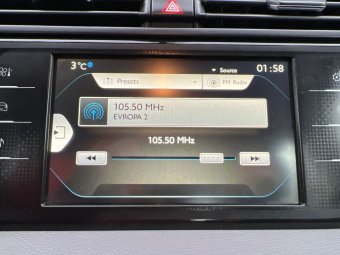 3°C
Source
01:58
Presets
FM Radio
105.50 MHz
EVROPA 2
105.50 MHz